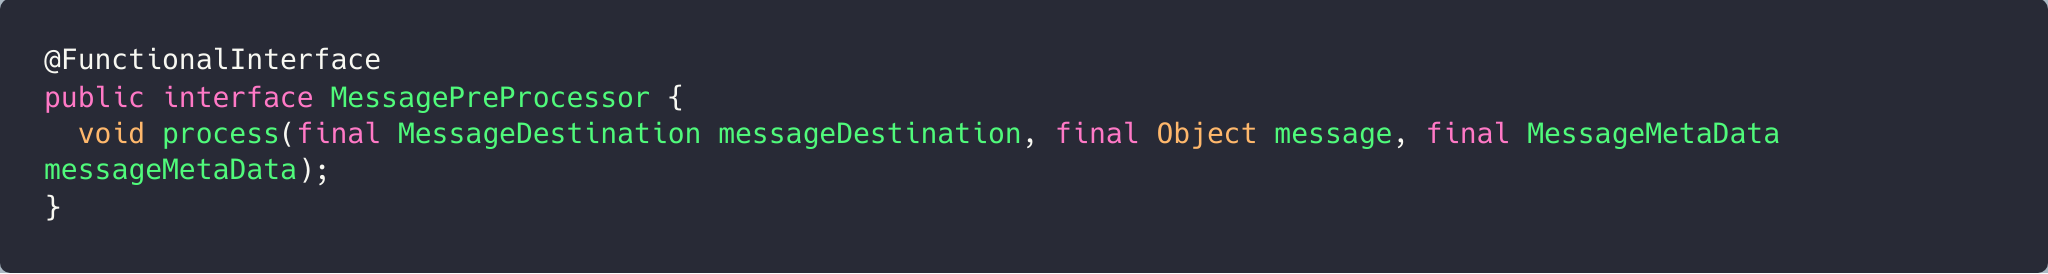 @FunctionalInterface
public interface MessagePreProcessor {
  void process(final MessageDestination messageDestination, final Object message, final MessageMetaData
messageMetaData);
}